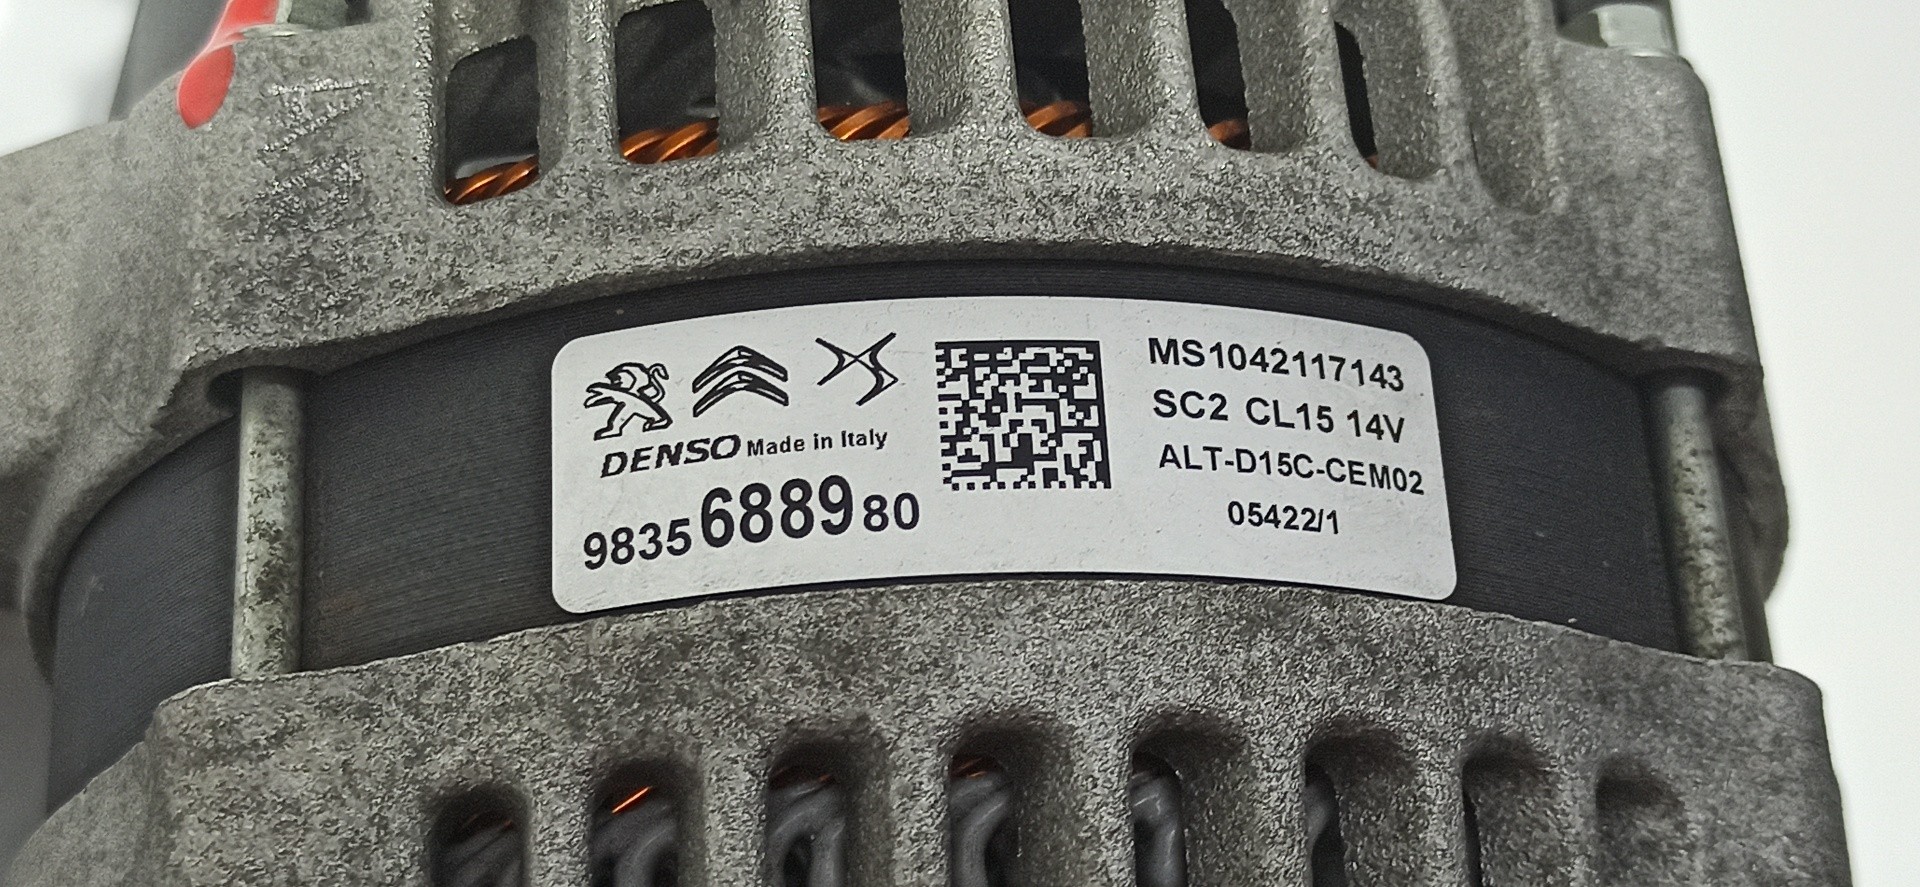 DENSO Made in Italy
9835688980
MS1042117143
SC2 CL15 14V
ALT-D15C-CEM02
05422/1